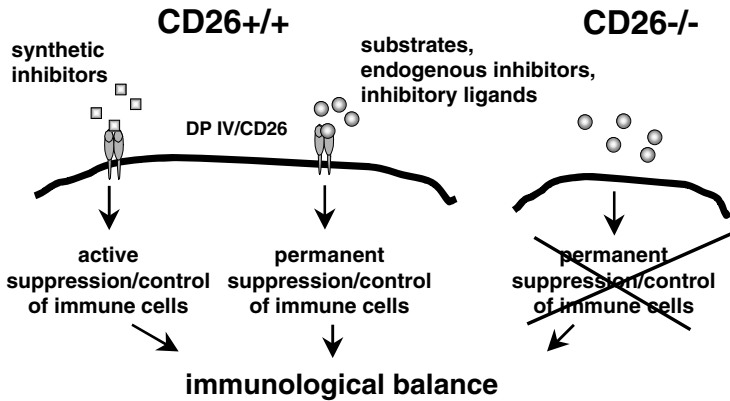 CD26+/+
CD26-/-
synthetic
inhibitors
substrates,
endogenous inhibitors,
inhibitory ligands
DP IV/CD26
active
suppression/control
of immune cells
permanent
suppression/control
of immune cells
permanent
suppression/control
of immune cells
immunological balance